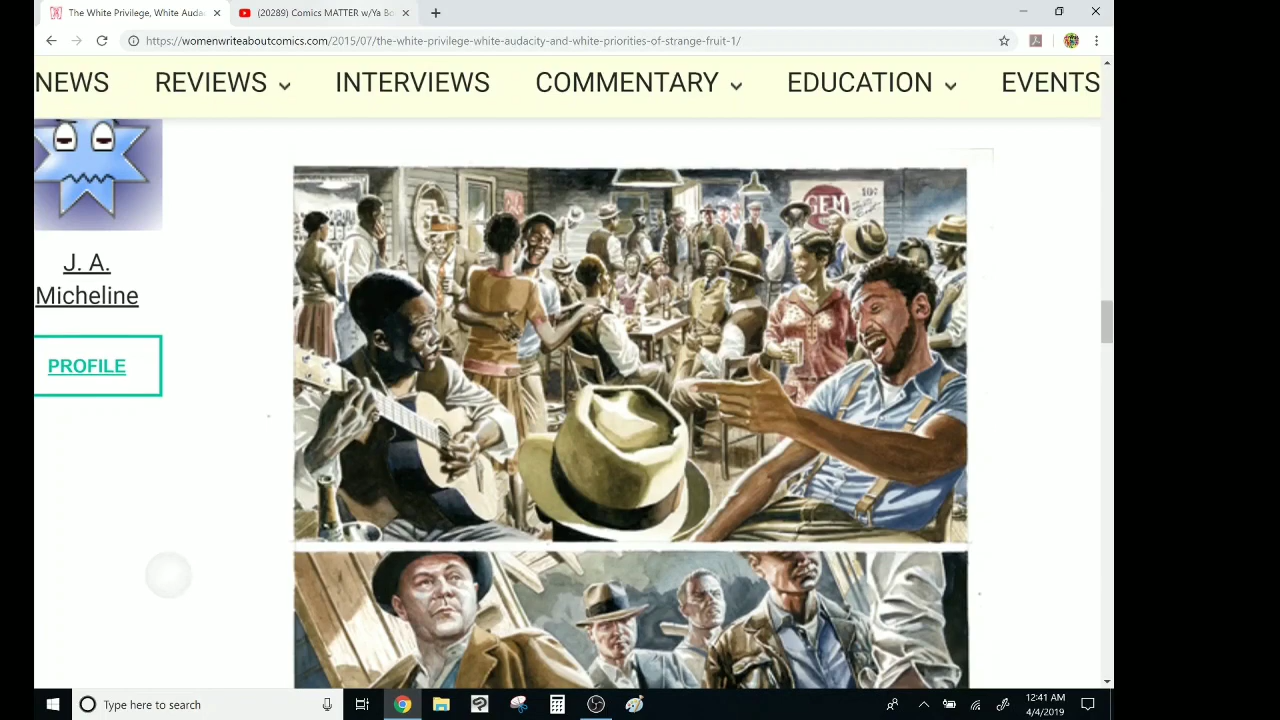 The White Privilege, White Audac
(20289) Comics MATTER w/Ya Bo
https://womenwriteaboutcomics.com/2015/07/the-white-privilege-white-audacity-and-white-priorities-of-strange-fruit-1/
NEWS REVIEWS INTERVIEWS COMMENTARY EDUCATION EVENTS
J. A.
Micheline
PROFILE
GEM 10¢
Type here to search
12:41 AM
4/4/2019